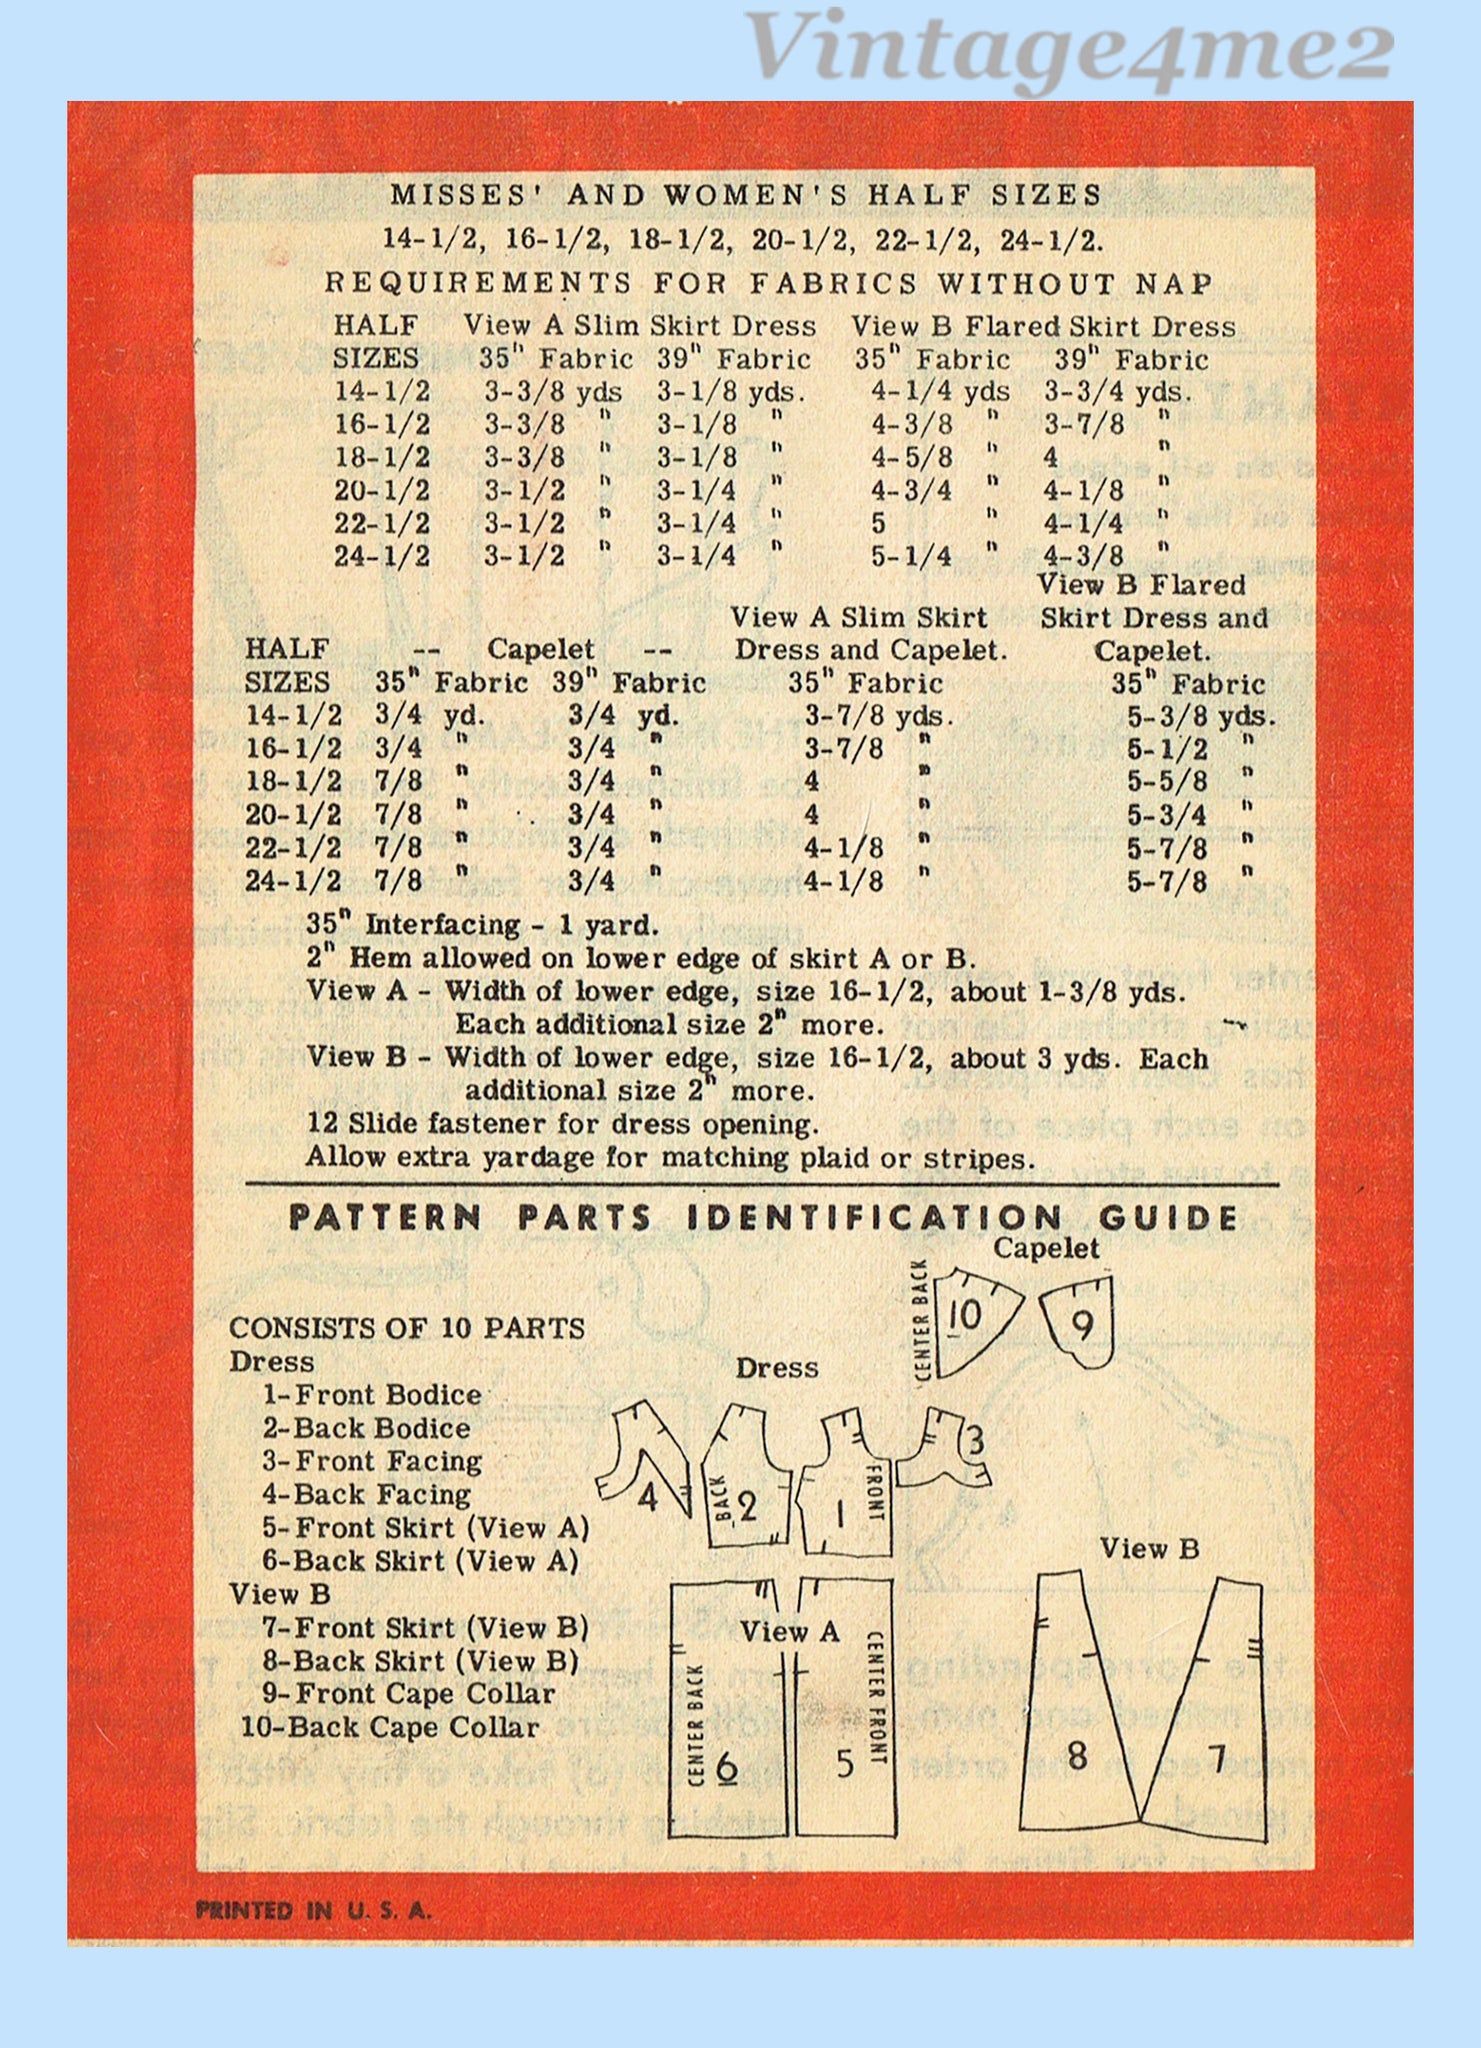 Vintage4me2
MISSES' AND WOMEN'S HALF SIZES
14-1/2, 16-1/2, 18-1/2, 20-1/2, 22-1/2, 24-1/2.
REQUIREMENTS FOR FABRICS WITHOUT NAP
HALF View A Slim Skirt Dress View B Flared Skirt Dress
SIZES 35" Fabric 39" Fabric 35" Fabric 39" Fabric
14-1/2 3-3/8 yds 3-1/8 yds. 4-1/4 yds 3-3/4 yds.
16-1/2 3-3/8 " 3-1/8 " 4-3/8 " 3-7/8 "
18-1/2 3-3/8 " 3-1/8 " 4-5/8 " 4 "
20-1/2 3-1/2 " 3-1/4 " 4-3/4 " 4-1/8 "
22-1/2 3-1/2 " 3-1/4 " 5 " 4-1/4 "
24-1/2 3-1/2 " 3-1/4 " 5-1/4 " 4-3/8 "
View B Flared
View A Slim Skirt Skirt Dress and
HALF -- Capelet -- Dress and Capelet. Capelet.
SIZES 35" Fabric 39" Fabric 35" Fabric 35" Fabric
14-1/2 3/4 yd. 3/4 yd. 3-7/8 yds. 5-3/8 yds.
16-1/2 3/4 " 3/4 " 3-7/8 " 5-1/2 "
18-1/2 7/8 " 3/4 " 4 " 5-5/8 "
20-1/2 7/8 " 3/4 " 4 " 5-3/4 "
22-1/2 7/8 " 3/4 " 4-1/8 " 5-7/8 "
24-1/2 7/8 " 3/4 " 4-1/8 " 5-7/8 "
35" Interfacing - 1 yard.
2" Hem allowed on lower edge of skirt A or B.
View A - Width of lower edge, size 16-1/2, about 1-3/8 yds.
Each additional size 2" more.
View B - Width of lower edge, size 16-1/2, about 3 yds. Each
additional size 2" more.
12 Slide fastener for dress opening.
Allow extra yardage for matching plaid or stripes.
PATTERN PARTS IDENTIFICATION GUIDE
Capelet
CENTER BACK
10
9
CONSISTS OF 10 PARTS
Dress
1-Front Bodice
2-Back Bodice
3-Front Facing
4-Back Facing
5-Front Skirt (View A)
6-Back Skirt (View A)
View B
7-Front Skirt (View B)
8-Back Skirt (View B)
9-Front Cape Collar
10-Back Cape Collar
Dress
4
BACK
2
1
FRONT
3
View A
CENTER BACK
6
5
CENTER FRONT
View B
8
7
PRINTED IN U. S. A.